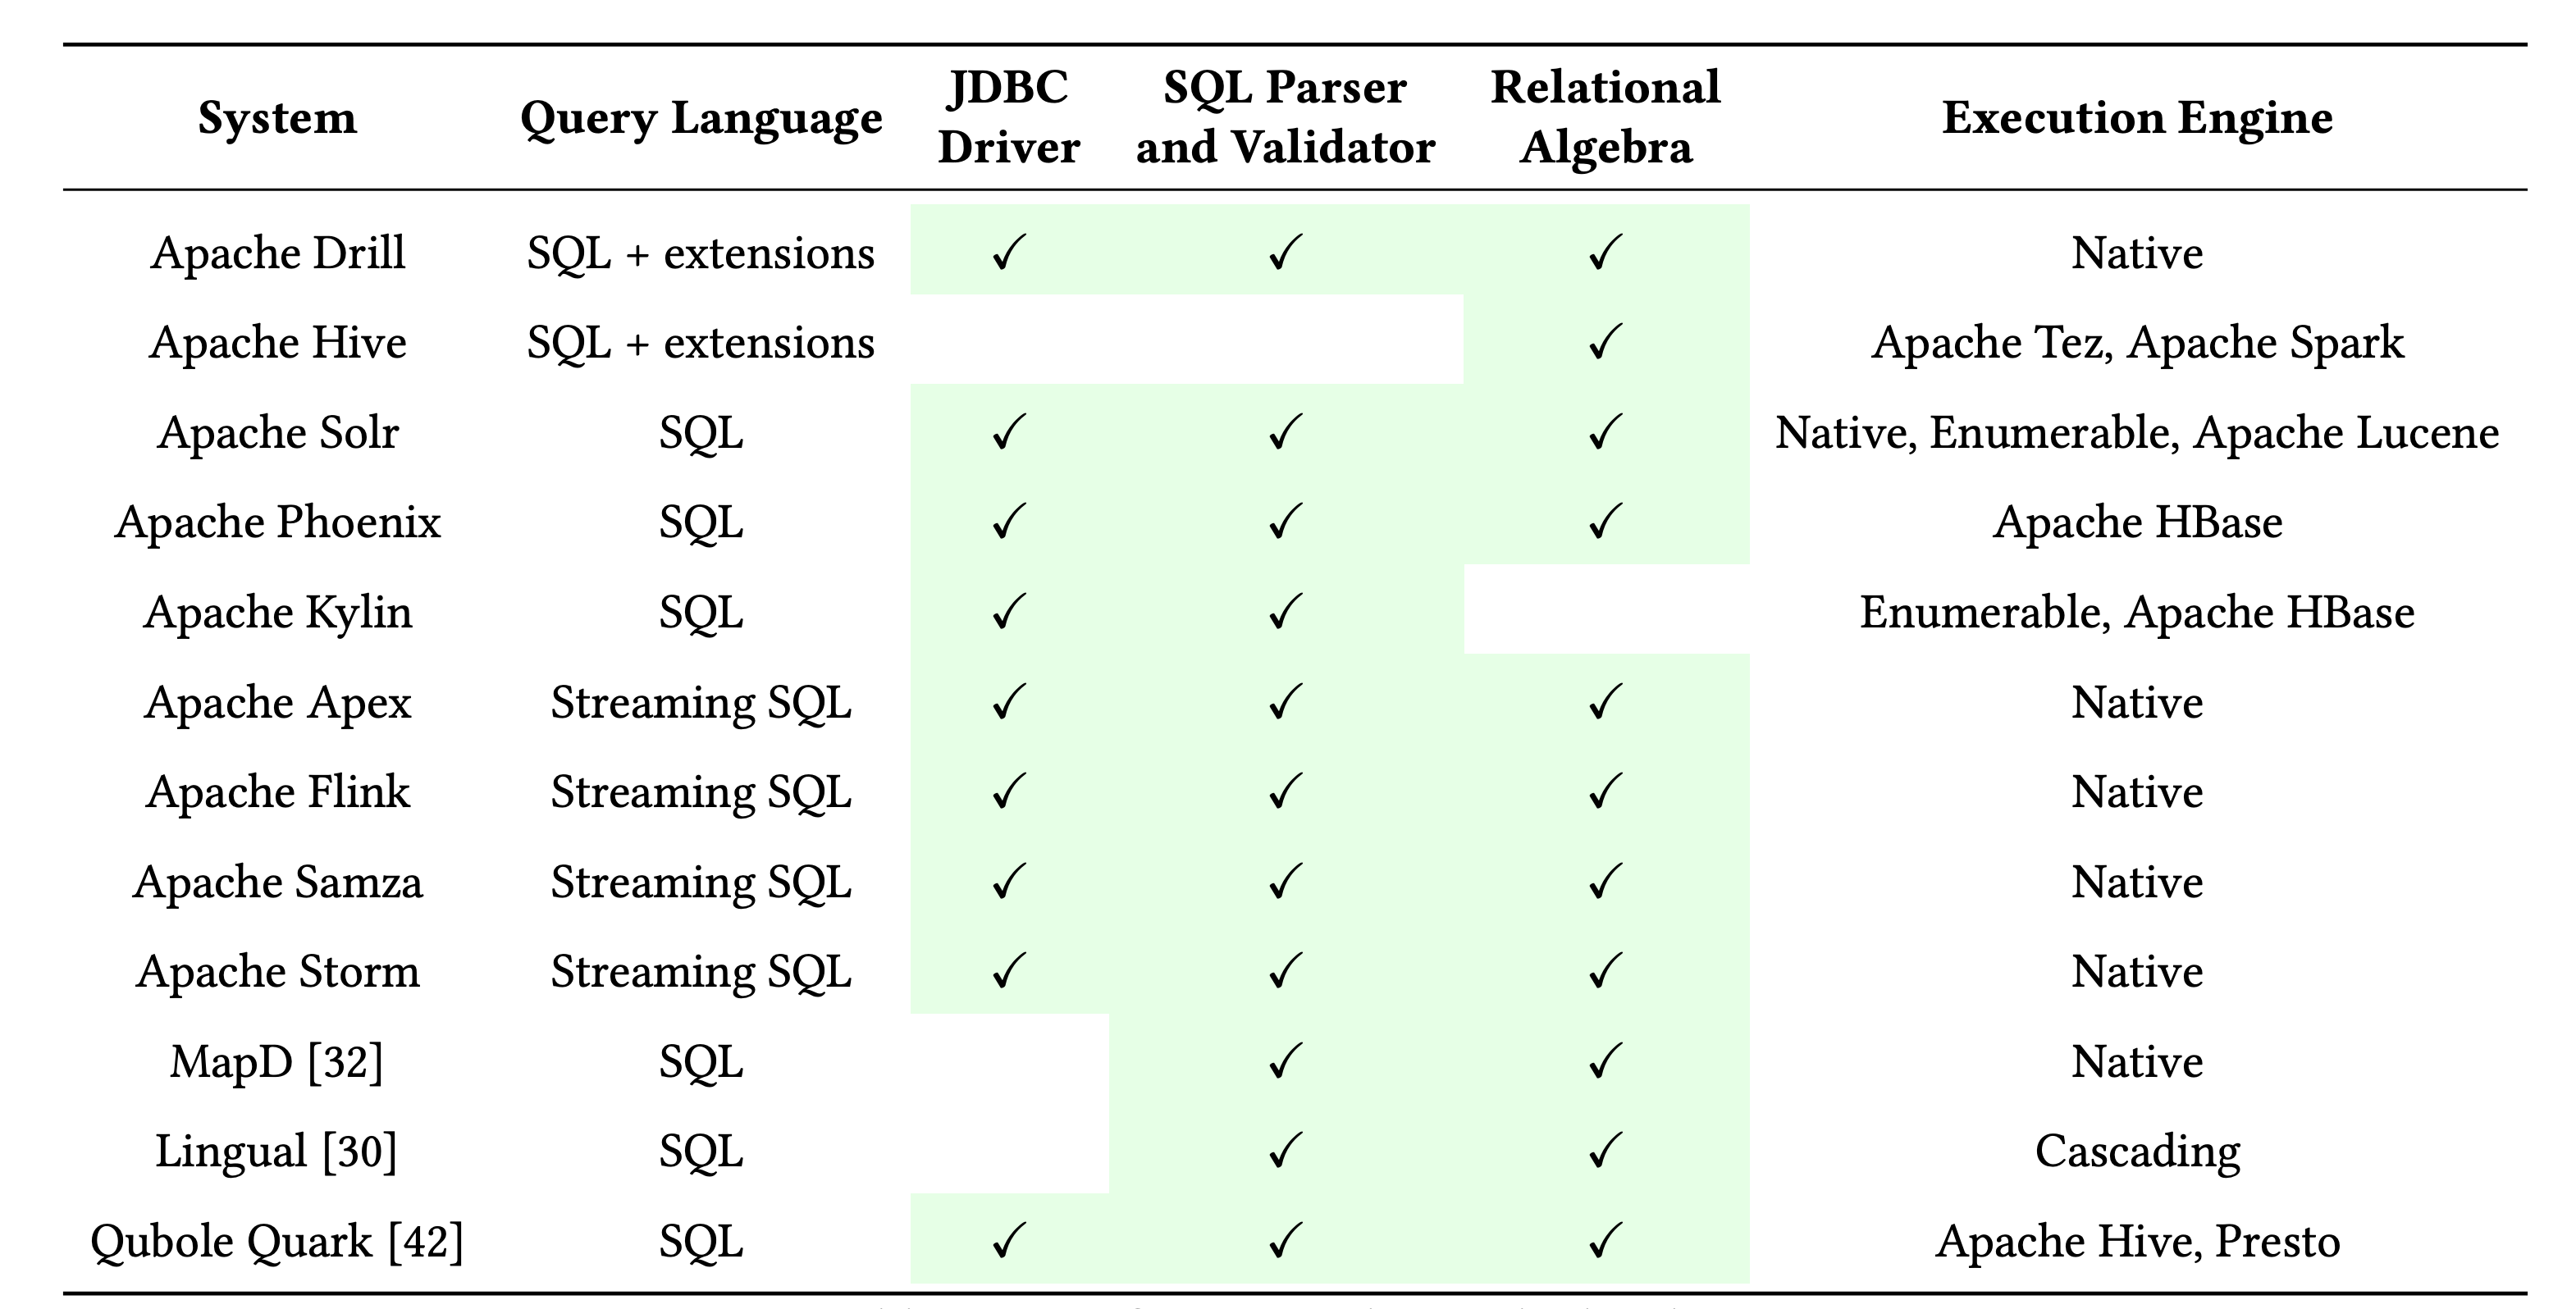 System Query Language JDBC Driver SQL Parser and Validator Relational Algebra Execution Engine
Apache Drill SQL + extensions ✓ ✓ ✓ Native
Apache Hive SQL + extensions ✓ Apache Tez, Apache Spark
Apache Solr SQL ✓ ✓ ✓ Native, Enumerable, Apache Lucene
Apache Phoenix SQL ✓ ✓ ✓ Apache HBase
Apache Kylin SQL ✓ ✓ Enumerable, Apache HBase
Apache Apex Streaming SQL ✓ ✓ ✓ Native
Apache Flink Streaming SQL ✓ ✓ ✓ Native
Apache Samza Streaming SQL ✓ ✓ ✓ Native
Apache Storm Streaming SQL ✓ ✓ ✓ Native
MapD [32] SQL ✓ ✓ Native
Lingual [30] SQL ✓ ✓ Cascading
Qubole Quark [42] SQL ✓ ✓ ✓ Apache Hive, Presto